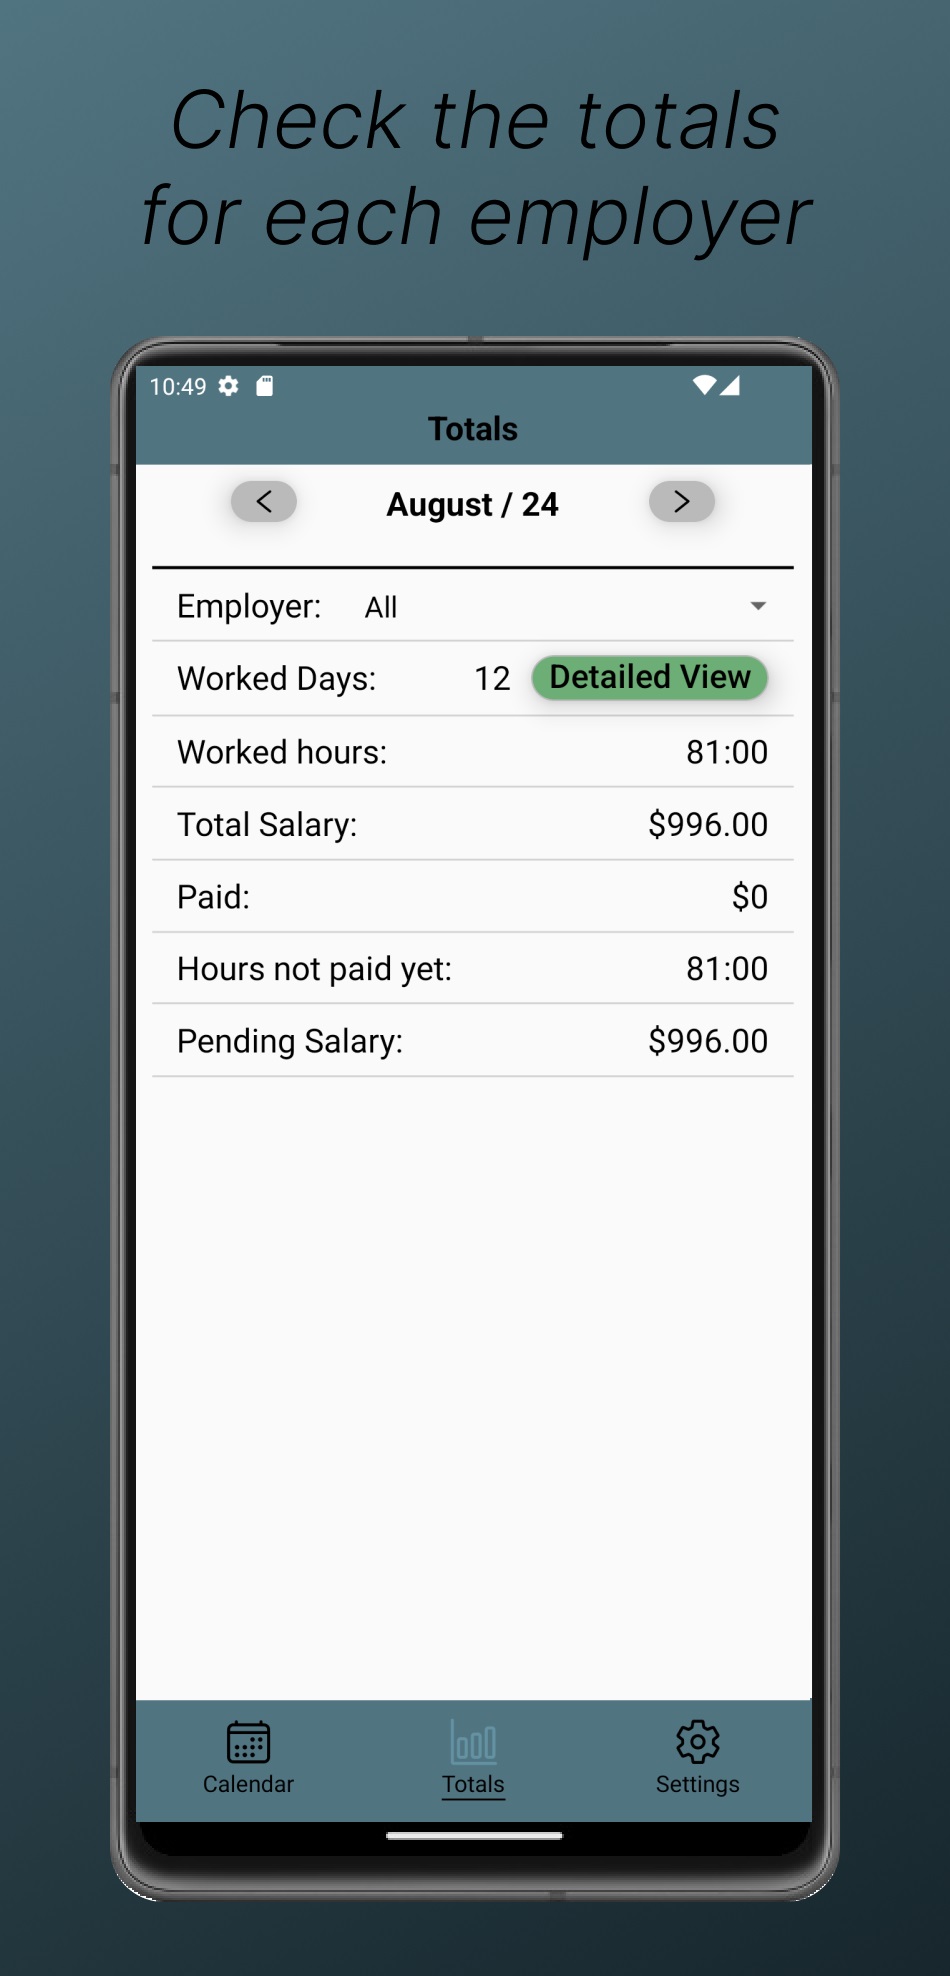 Check the totals
for each employer
10:49
Totals
August / 24
Employer: All
Worked Days: 12 Detailed View
Worked hours: 81:00
Total Salary: $996.00
Paid: $0
Hours not paid yet: 81:00
Pending Salary: $996.00
Calendar Totals Settings